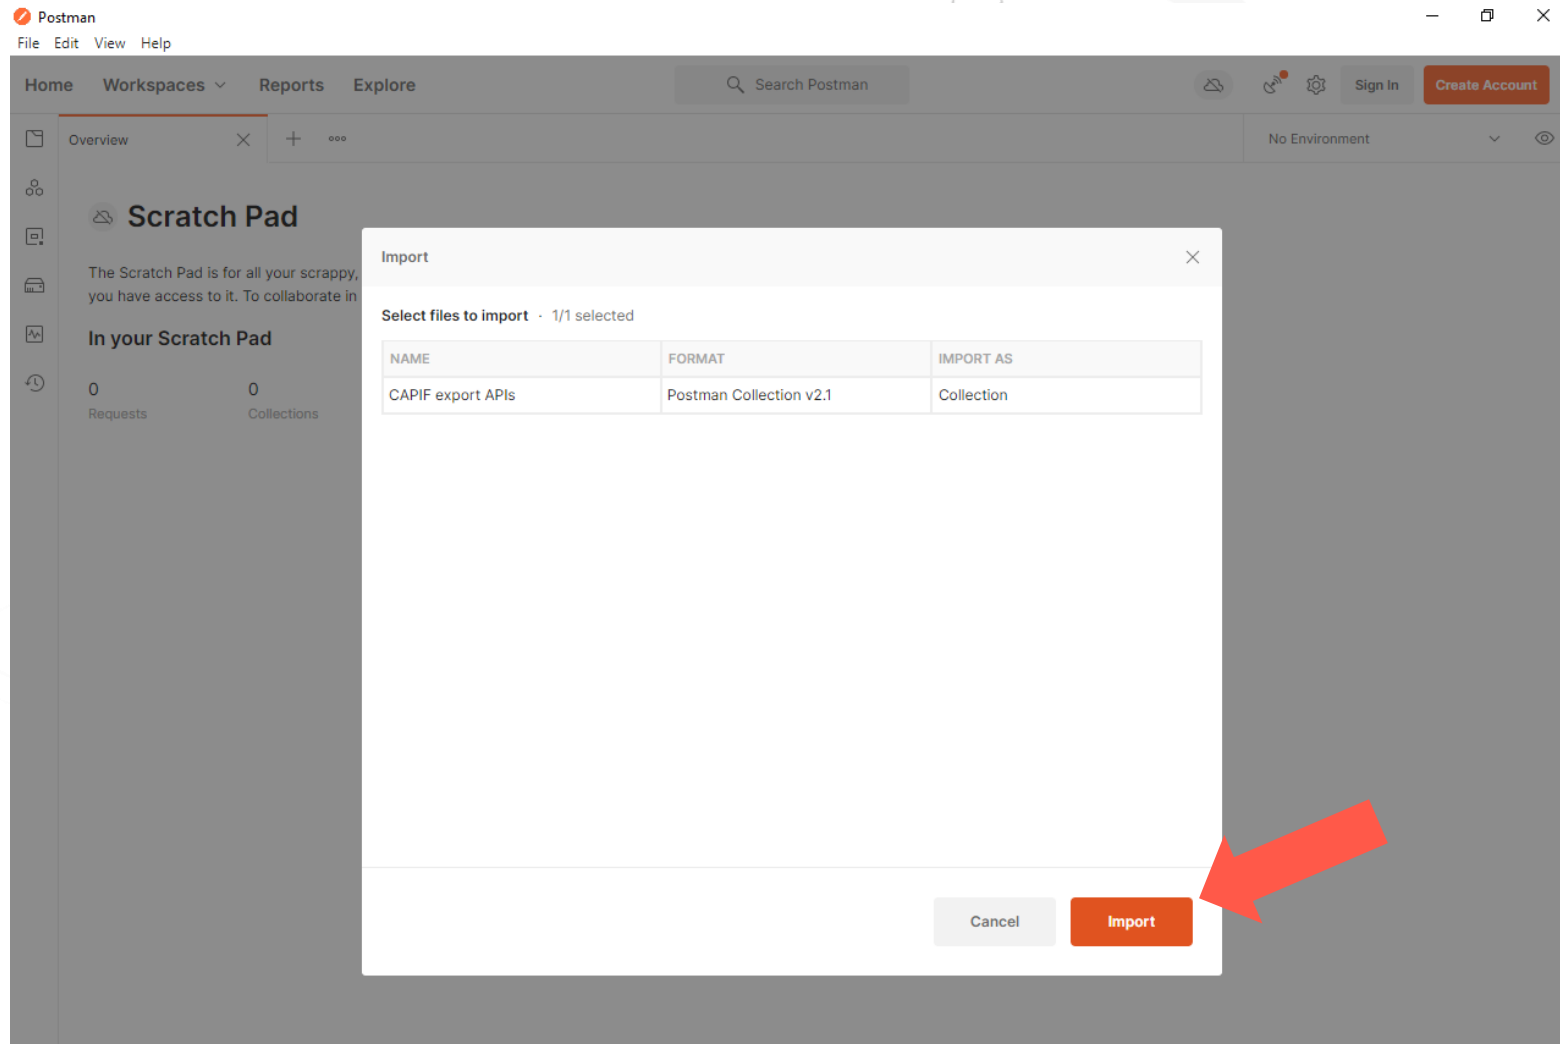 Postman
File Edit View Help
Home Workspaces Reports Explore Search Postman Sign In Create Account
Overview No Environment
Scratch Pad
The Scratch Pad is for all your scrappy,
you have access to it. To collaborate in
In your Scratch Pad
0 0
Requests Collections
Import
Select files to import · 1/1 selected
NAME FORMAT IMPORT AS
CAPIF export APIs Postman Collection v2.1 Collection
Cancel Import